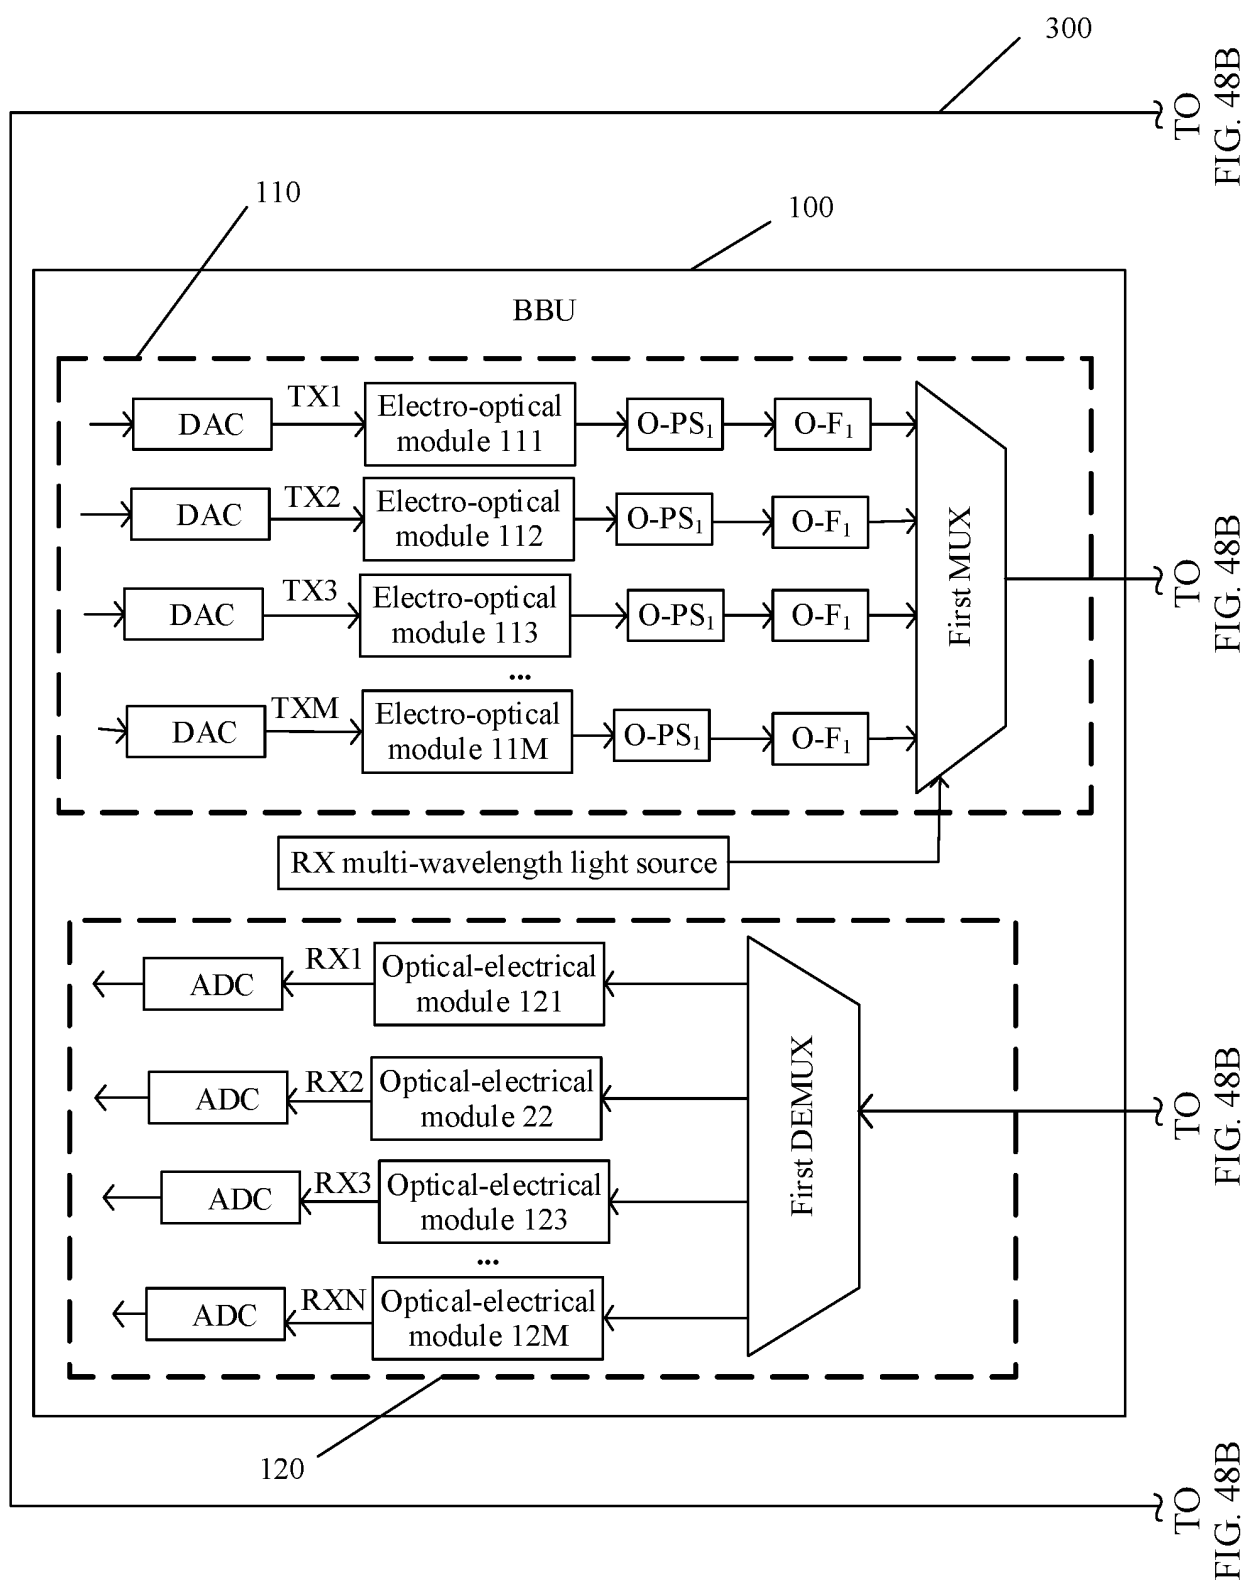 300
TO
FIG. 48B
110
100
BBU
DAC
TX1
Electro-optical
module 111
O-PS1
O-F1
DAC
TX2
Electro-optical
module 112
O-PS1
O-F1
DAC
TX3
Electro-optical
module 113
O-PS1
O-F1
...
DAC
TXM
Electro-optical
module 11M
O-PS1
O-F1
First MUX
TO
FIG. 48B
RX multi-wavelength light source
ADC
RX1
Optical-electrical
module 121
ADC
RX2
Optical-electrical
module 22
ADC
RX3
Optical-electrical
module 123
...
ADC
RXN
Optical-electrical
module 12M
First DEMUX
TO
FIG. 48B
120
TO
FIG. 48B